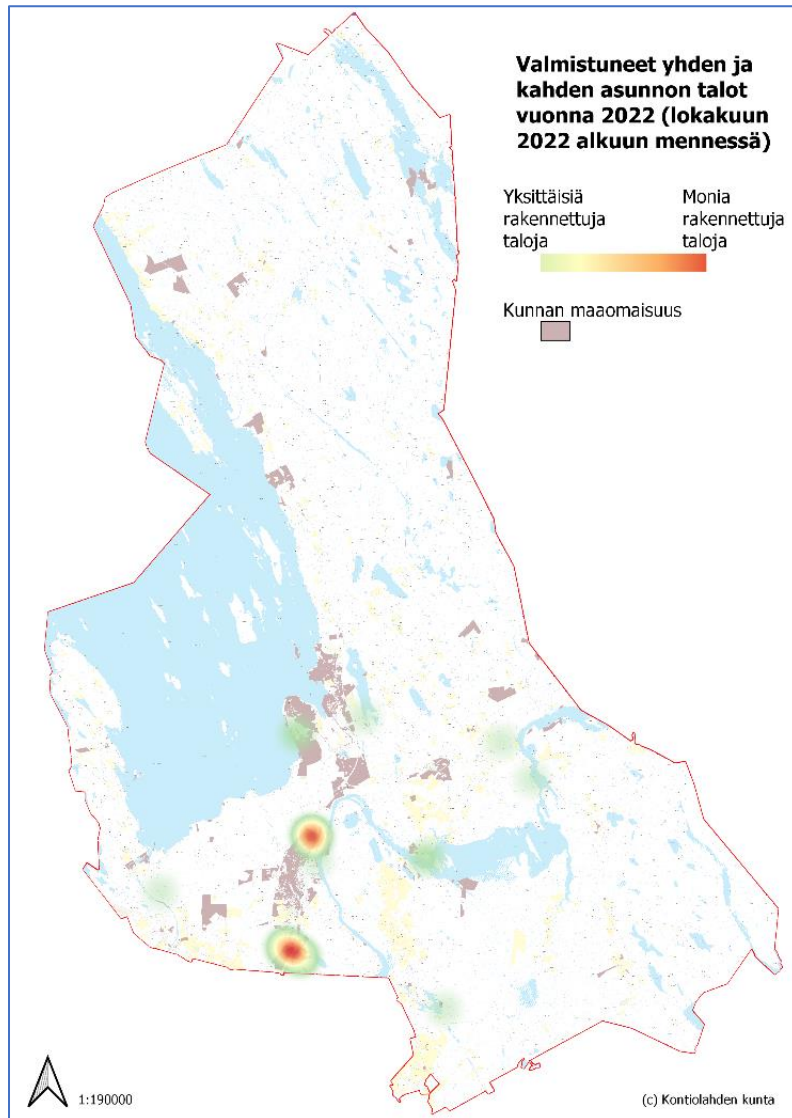 Valmistuneet yhden ja
kahden asunnon talot
vuonna 2022 (lokakuun
2022 alkuun mennessä)
Yksittäisiä
rakennettuja
taloja
Monia
rakennettuja
taloja
Kunnan maaomaisuus
1:190000
(c) Kontiolahden kunta